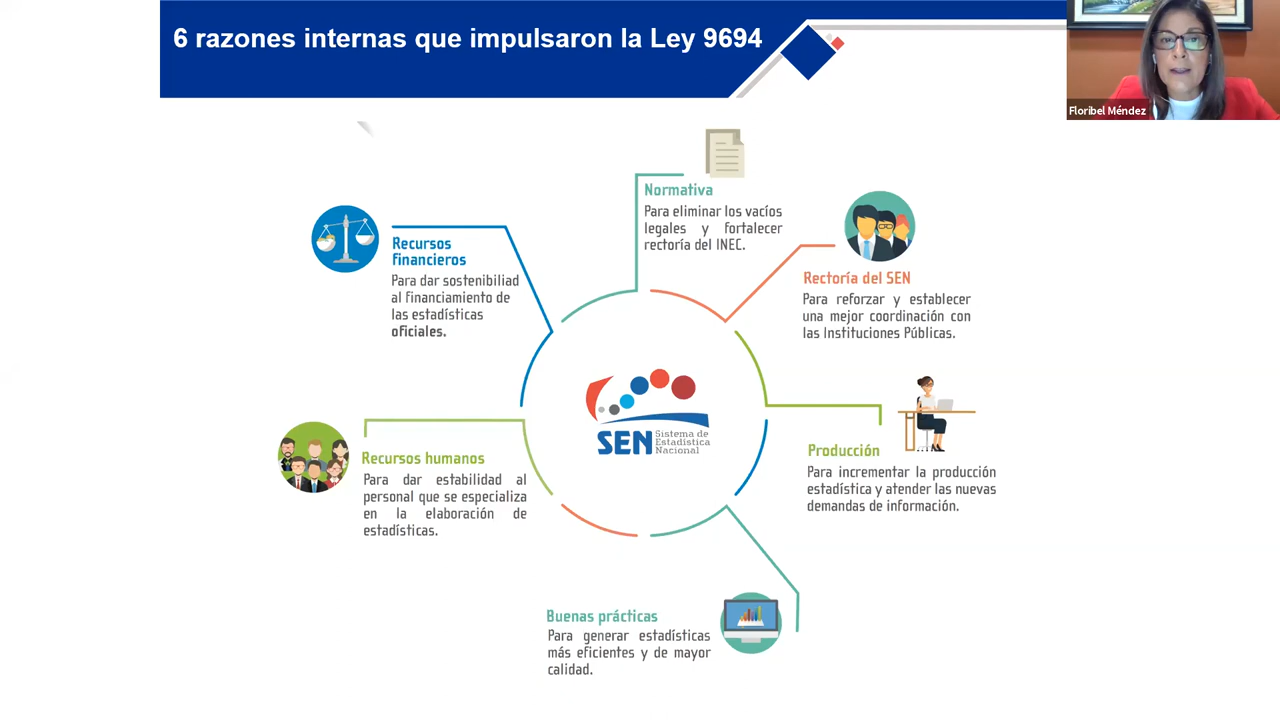 6 razones internas que impulsaron la Ley 9694
Floribel Méndez
Normativa
Para eliminar los vacíos
legales y fortalecer
rectoría del INEC.
Rectoría del SEN
Para reforzar y establecer
una mejor coordinación con
las Instituciones Públicas.
Producción
Para incrementar la producción
estadística y atender las nuevas
demandas de información.
Buenas prácticas
Para generar estadísticas
más eficientes y de mayor
calidad.
Recursos humanos
Para dar estabilidad al
personal que se especializa
en la elaboración de
estadísticas.
Recursos
financieros
Para dar sostenibiliad
al financiamiento de
las estadísticas
oficiales.
SEN
Sistema de
Estadística
Nacional